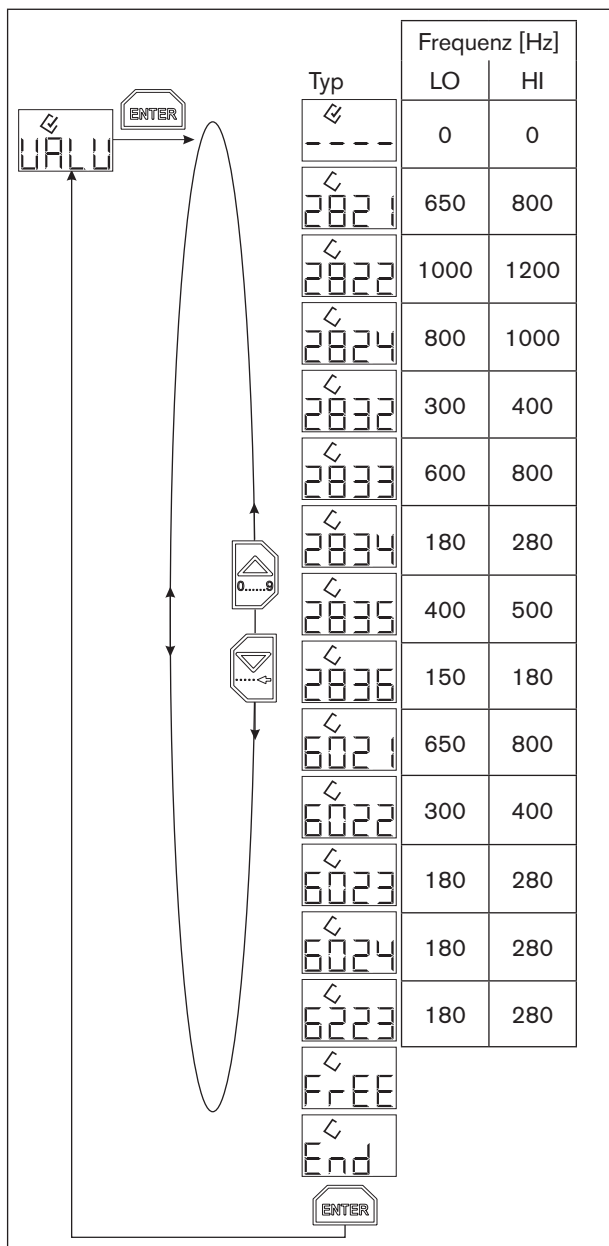 Frequenz [Hz]
Typ LO HI
ENTER
VALV
---- 0 0
2821 650 800
2822 1000 1200
2824 800 1000
2832 300 400
2833 600 800
2834 180 280
0.....9
2835 400 500
.....
2836 150 180
6021 650 800
6022 300 400
6023 180 280
6024 180 280
6223 180 280
FrEE
End
ENTER